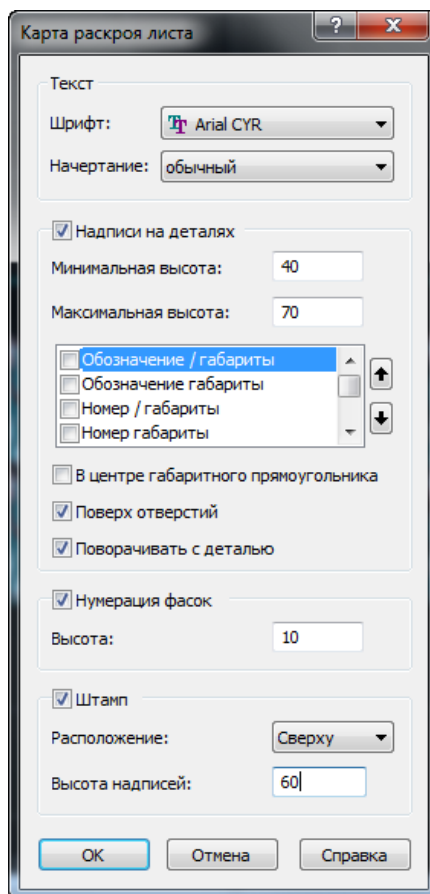 Карта раскроя листа
Текст
Шрифт: Arial CYR
Начертание: обычный
Надписи на деталях
Минимальная высота: 40
Максимальная высота: 70
Обозначение / габариты
Обозначение габариты
Номер / габариты
Номер габариты
В центре габаритного прямоугольника
Поверх отверстий
Поворачивать с деталью
Нумерация фасок
Высота: 10
Штамп
Расположение: Сверху
Высота надписей: 60
ОК Отмена Справка